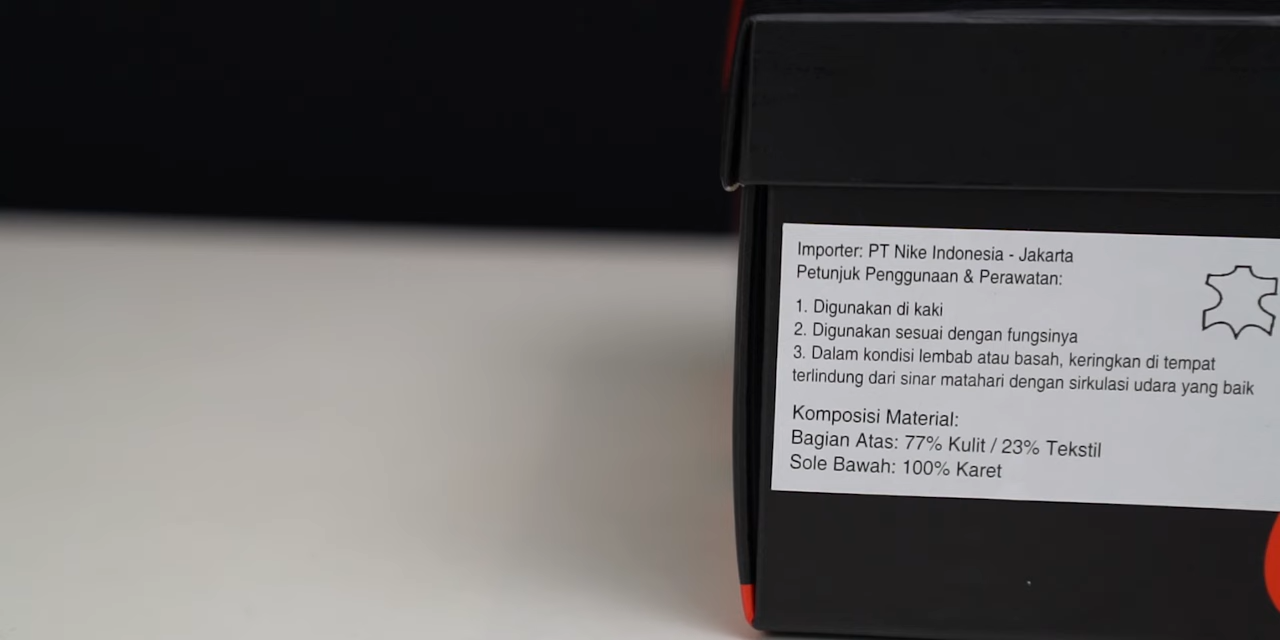 Importer: PT Nike Indonesia - Jakarta
Petunjuk Penggunaan & Perawatan:
1. Digunakan di kaki
2. Digunakan sesuai dengan fungsinya
3. Dalam kondisi lembab atau basah, keringkan di tempat
terlindung dari sinar matahari dengan sirkulasi udara yang baik
Komposisi Material:
Bagian Atas: 77% Kulit / 23% Tekstil
Sole Bawah: 100% Karet